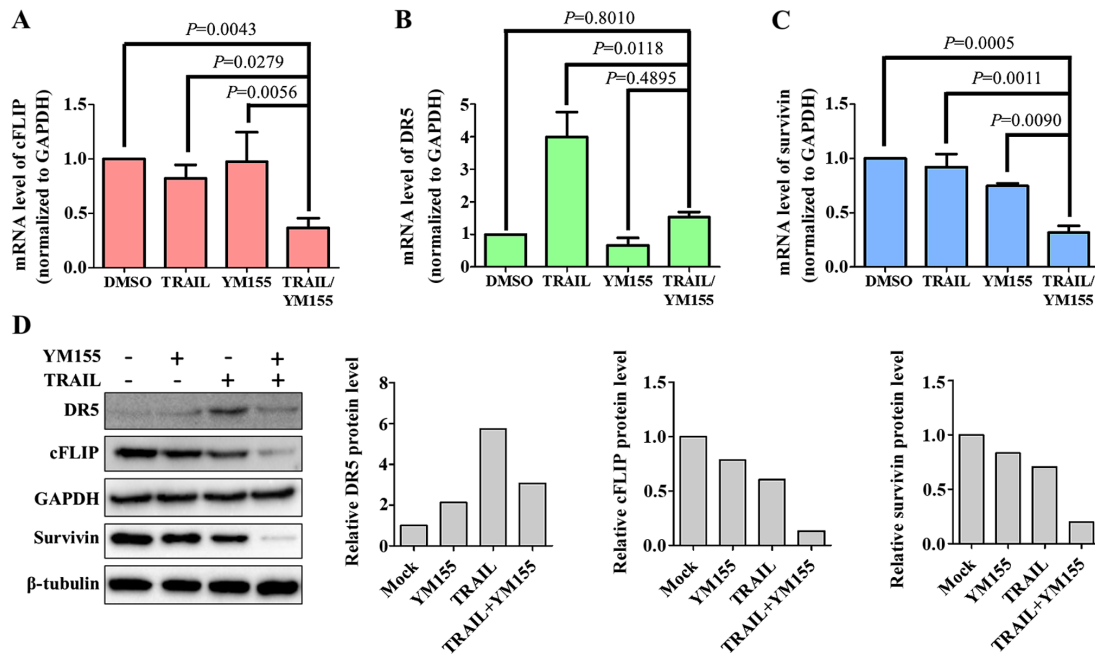 A
P=0.0043
P=0.0279
P=0.0056
mRNA level of cFLIP
(normalized to GAPDH)
1.5
1.0
0.5
0.0
DMSO TRAIL YM155 TRAIL/
YM155
B
P=0.8010
P=0.0118
P=0.4895
mRNA level of DR5
(normalized to GAPDH)
5
4
3
2
1
0
DMSO TRAIL YM155 TRAIL/
YM155
C
P=0.0005
P=0.0011
P=0.0090
mRNA level of survivin
(normalized to GAPDH)
1.5
1.0
0.5
0.0
DMSO TRAIL YM155 TRAIL/
YM155
D
YM155 - + - +
TRAIL - - + +
DR5
cFLIP
GAPDH
Survivin
β-tubulin
Relative DR5 protein level
8
6
4
2
0
Mock
YM155
TRAIL
TRAIL+YM155
Relative cFLIP protein level
1.5
1.0
0.5
0.0
Mock
YM155
TRAIL
TRAIL+YM155
Relative survivin protein level
1.5
1.0
0.5
0.0
Mock
YM155
TRAIL
TRAIL+YM155